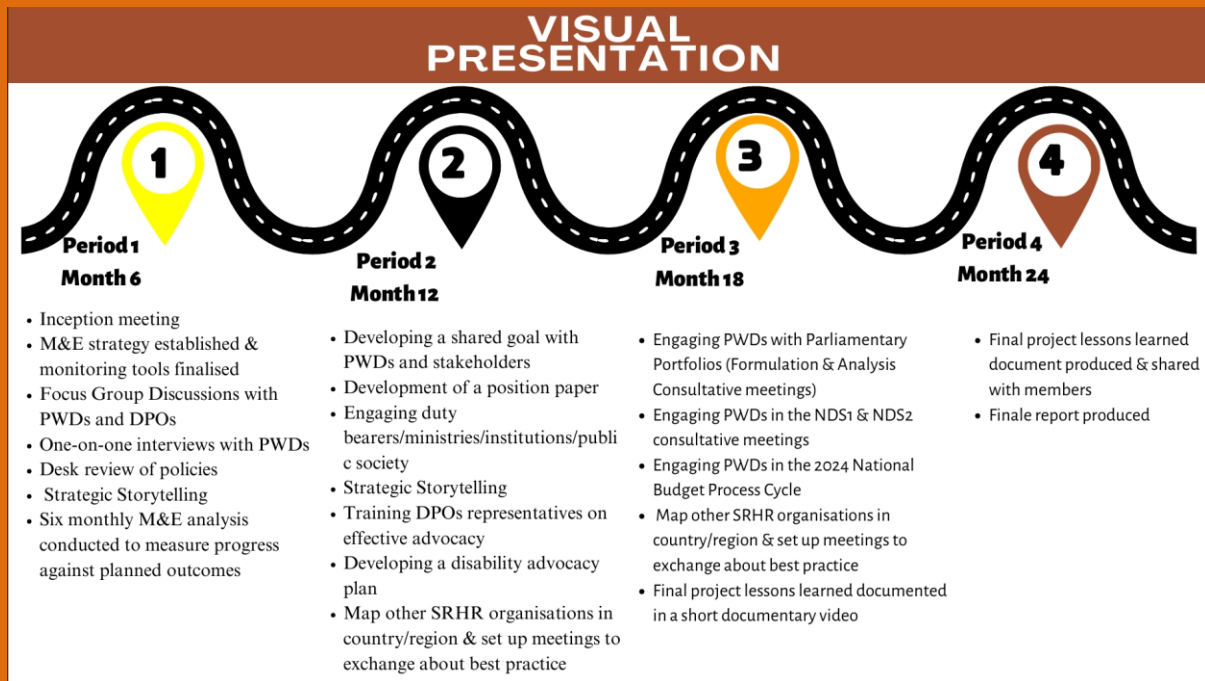 VISUAL
PRESENTATION
1
Period 1
Month 6
• Inception meeting
• M&E strategy established &
monitoring tools finalised
• Focus Group Discussions with
PWDs and DPOs
• One-on-one interviews with PWDs
• Desk review of policies
• Strategic Storytelling
• Six monthly M&E analysis
conducted to measure progress
against planned outcomes
2
Period 2
Month 12
• Developing a shared goal with
PWDs and stakeholders
• Development of a position paper
• Engaging duty
bearers/ministries/institutions/publi
c society
• Strategic Storytelling
• Training DPOs representatives on
effective advocacy
• Developing a disability advocacy
plan
• Map other SRHR organisations in
country/region & set up meetings to
exchange about best practice
3
Period 3
Month 18
• Engaging PWDs with Parliamentary
Portfolios (Formulation & Analysis
Consultative meetings)
• Engaging PWDs in the NDS1 & NDS2
consultative meetings
• Engaging PWDs in the 2024 National
Budget Process Cycle
• Map other SRHR organisations in
country/region & set up meetings to
exchange about best practice
• Final project lessons learned documented
in a short documentary video
4
Period 4
Month 24
• Final project lessons learned
document produced & shared
with members
• Finale report produced